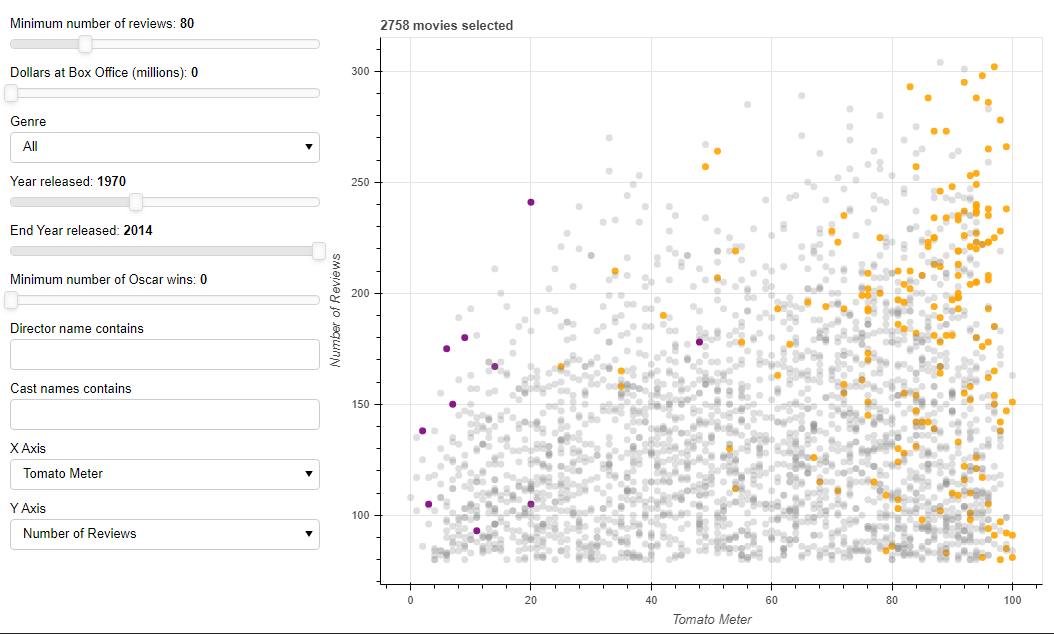 Minimum number of reviews: 80
Dollars at Box Office (millions): 0
Genre
All
Year released: 1970
End Year released: 2014
Minimum number of Oscar wins: 0
Director name contains
Cast names contains
X Axis
Tomato Meter
Y Axis
Number of Reviews
2758 movies selected
Number of Reviews
300
250
200
150
100
0 20 40 60 80 100
Tomato Meter